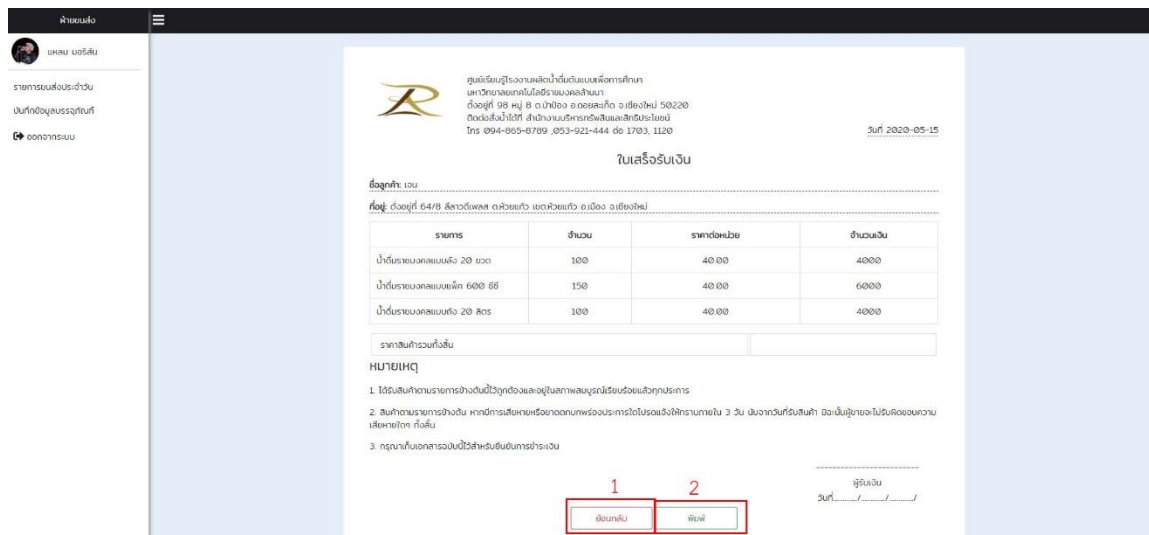 ฝ่ายขนส่ง
แหลม มอริสัน
รายการขนส่งประจำวัน
บันทึกข้อมูลบรรจุภัณฑ์
ออกจากระบบ
ศูนย์เรียนรู้โรงงานผลิตน้ำดื่มต้นแบบเพื่อการศึกษา
มหาวิทยาลัยเทคโนโลยีราชมงคลล้านนา
ตั้งอยู่ที่ 98 หมู่ 8 ต.ป่าป้อง อ.ดอยสะเก็ด จ.เชียงใหม่ 50220
ติดต่อสั่งน้ำได้ที่ สำนักงานบริหารทรัพสินและสิทธิประโยชน์
โทร 094-865-8789 ,053-921-444 ต่อ 1703, 1120
วันที่ 2020-05-15
ใบเสร็จรับเงิน
ชื่อลูกค้า: เจน
ที่อยู่: ตั้งอยู่ที่ 64/8 ลีลาวดีเพลส ต.ห้วยแก้ว เขต.ห้วยแก้ว อ.เมือง จ.เชียงใหม่
รายการ จำนวน ราคาต่อหน่วย จำนวนเงิน
น้ำดื่มราชมงคลแบบลัง 20 ขวด 100 40.00 4000
น้ำดื่มราชมงคลแบบแพ็ค 600 ซีซี 150 40.00 6000
น้ำดื่มราชมงคลแบบถัง 20 ลิตร 100 40.00 4000
ราคาสินค้ารวมทั้งสิ้น
หมายเหตุ
1. ได้รับสินค้าตามรายการข้างต้นนี้ไว้ถูกต้องและอยู่ในสภาพสมบูรณ์เรียบร้อยแล้วทุกประการ
2. สินค้าตามรายการข้างต้น หากมีการเสียหายหรือขาดตกบกพร่องประการใดโปรดแจ้งให้ทราบภายใน 3 วัน นับจากวันที่รับสินค้า มิฉะนั้นผู้ขายจะไม่รับผิดชอบความ
เสียหายใดๆ ทั้งสิ้น
3. กรุณาเก็บเอกสารฉบับนี้ไว้สำหรับยืนยันการชำระเงิน
ผู้รับเงิน
วันที่............/............/............/
1 2
ย้อนกลับ พิมพ์